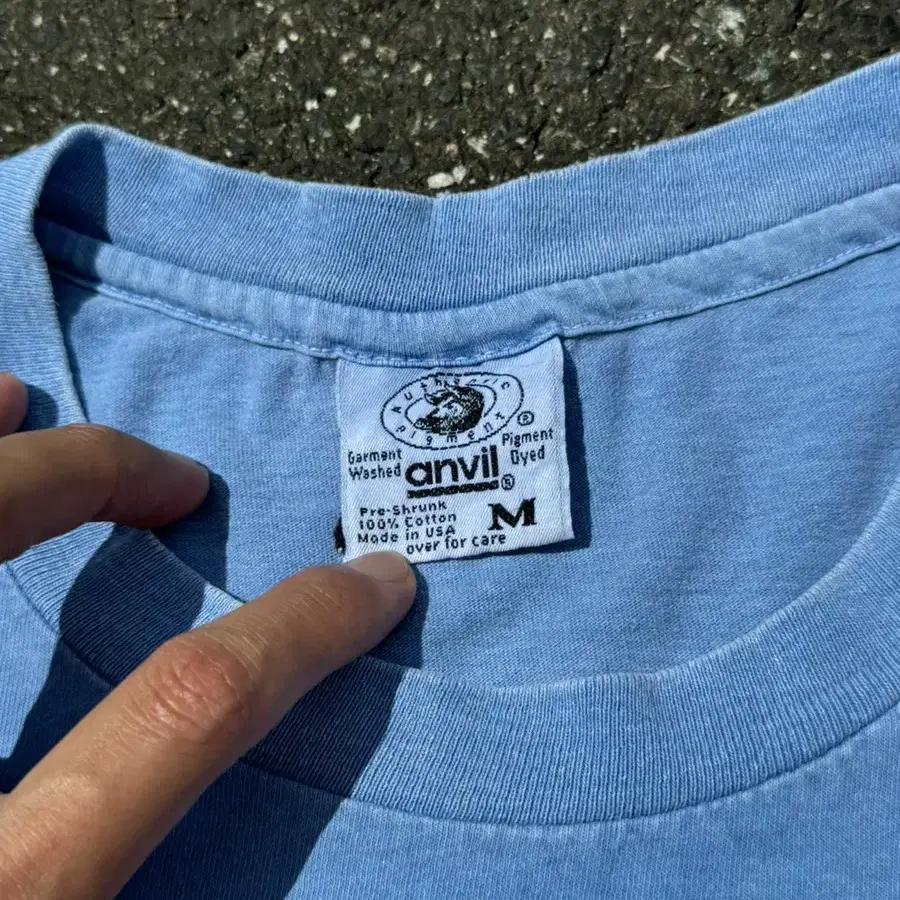 Authentic
Pigment
®
Garment
Washed
anvil
®
Pigment
Dyed
Pre-Shrunk
100% Cotton
Made in USA
over for care
M